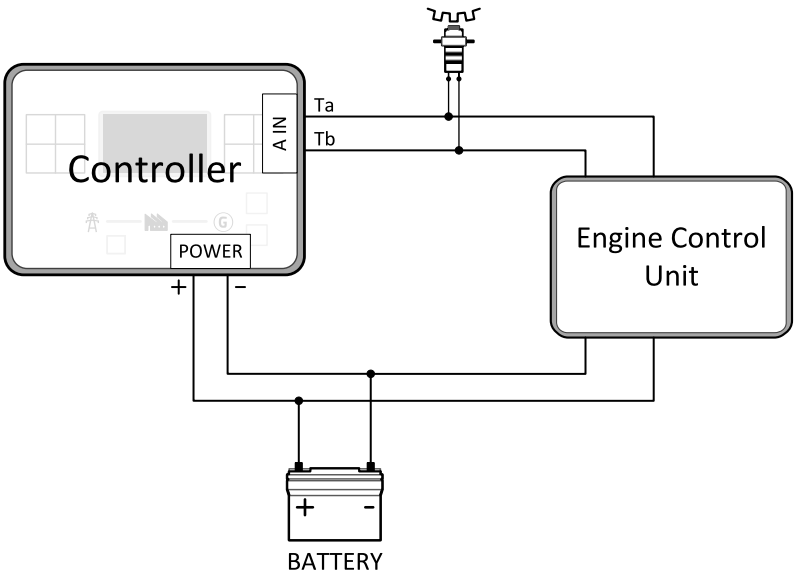 Ta
A IN
Tb
Controller
G
POWER
+ -
Engine Control
Unit
+ -
BATTERY